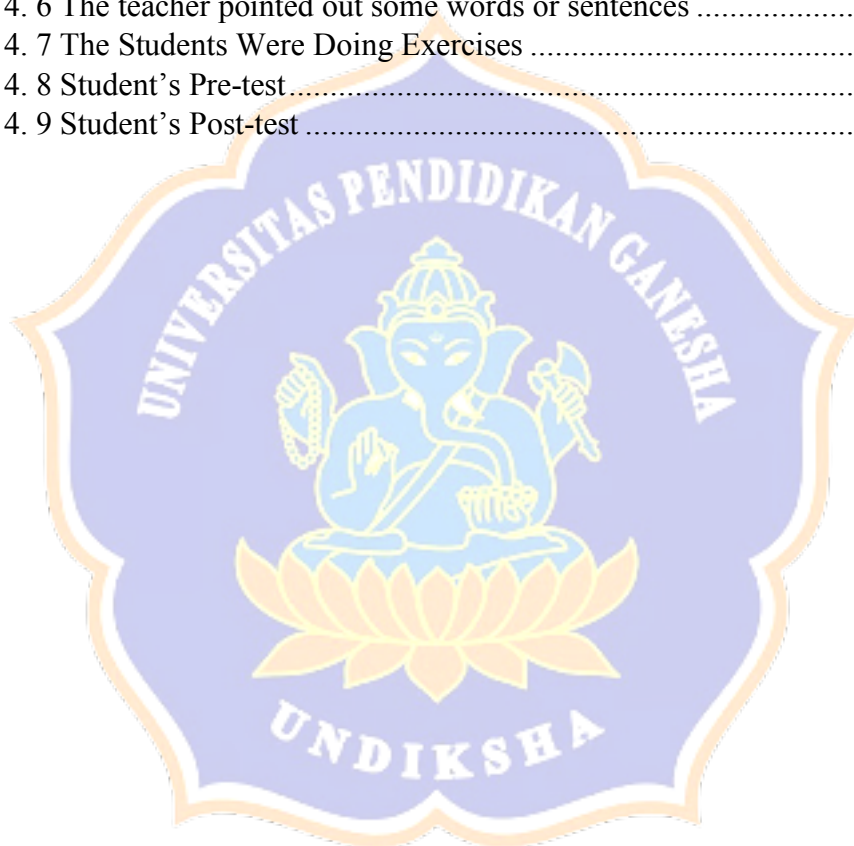 4. 6 The teacher pointed out some words or sentences ...................
4. 7 The Students Were Doing Exercises .......................................
4. 8 Student’s Pre-test.....................................................................
4. 9 Student’s Post-test ...................................................................
UNIVERSITAS PENDIDIKAN GANESHA
UNDIKSHA